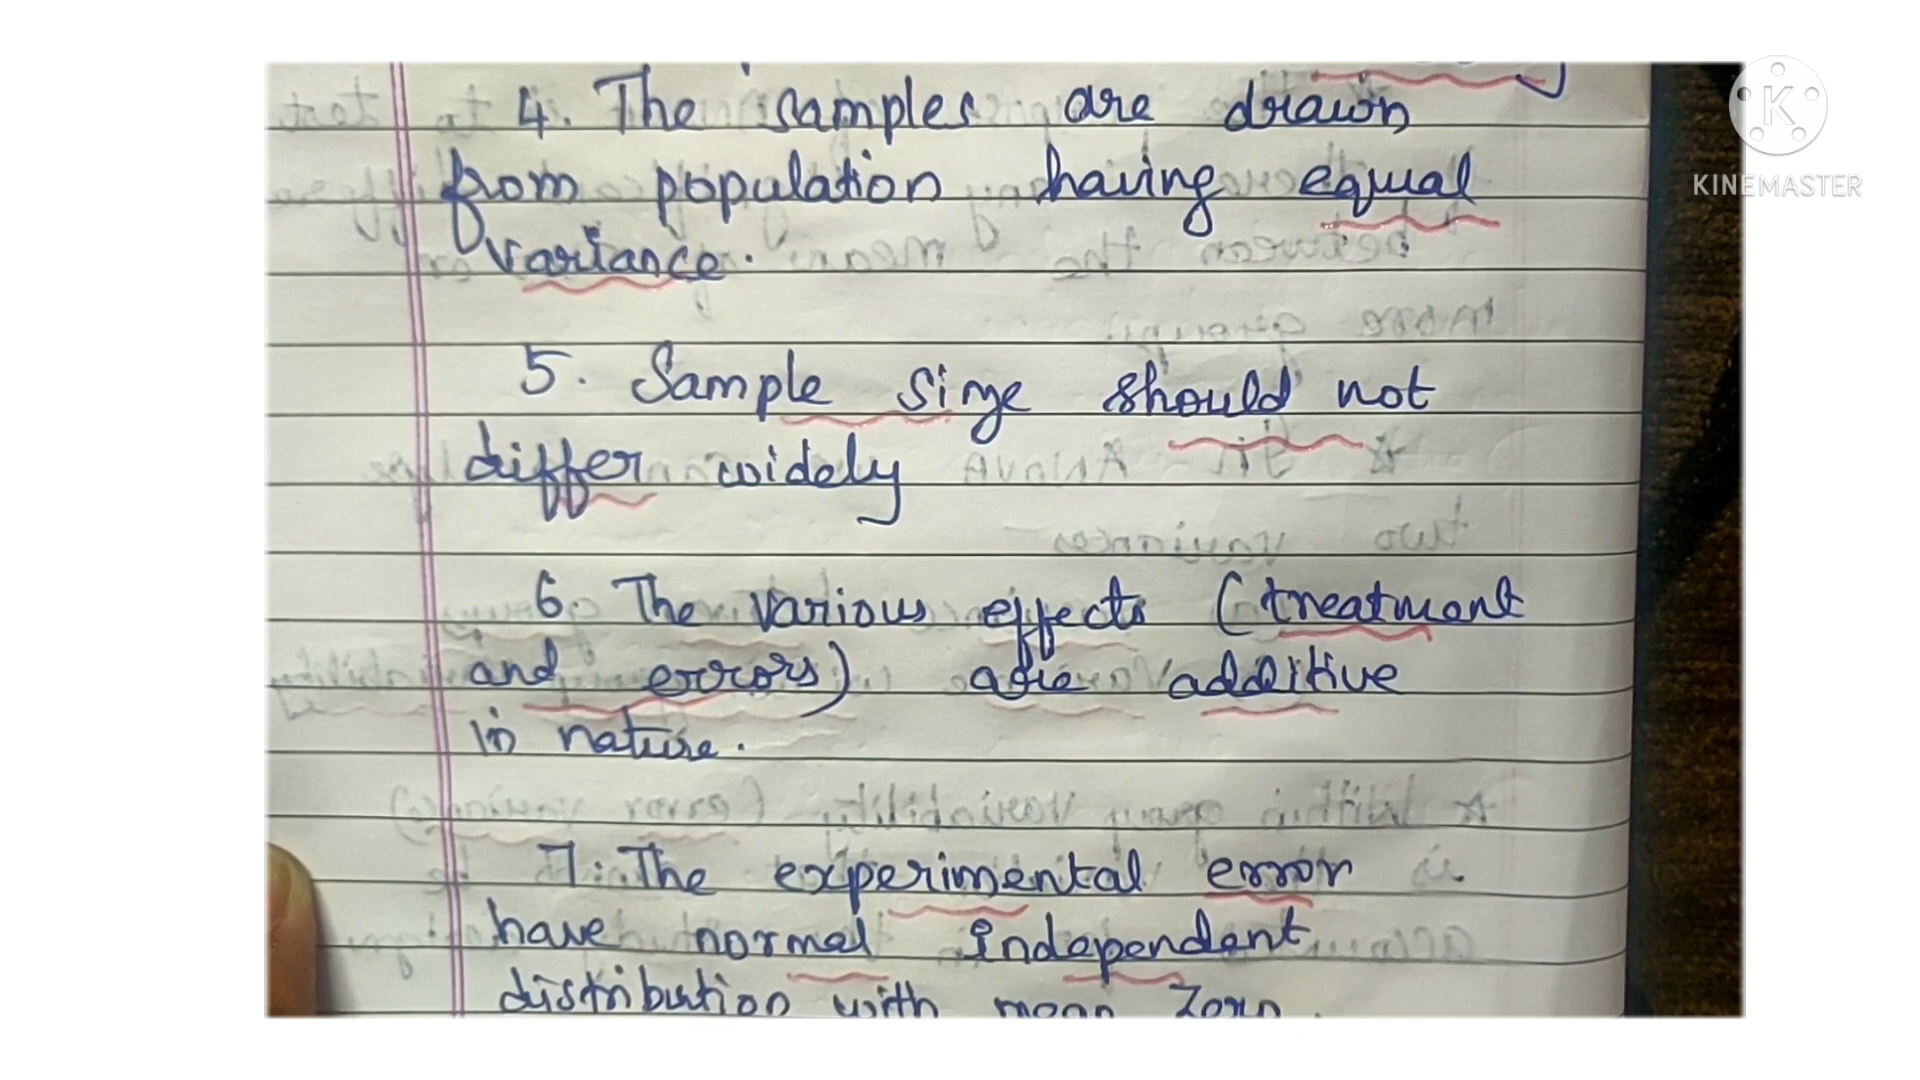 4. The samples are drawn
from population having equal
variance.
5. Sample size should not
differ widely
6. The various effects (treatment
and errors) are additive
in nature.
7. The experimental error
have normal independent
distribution with mean zero.
KINEMASTER